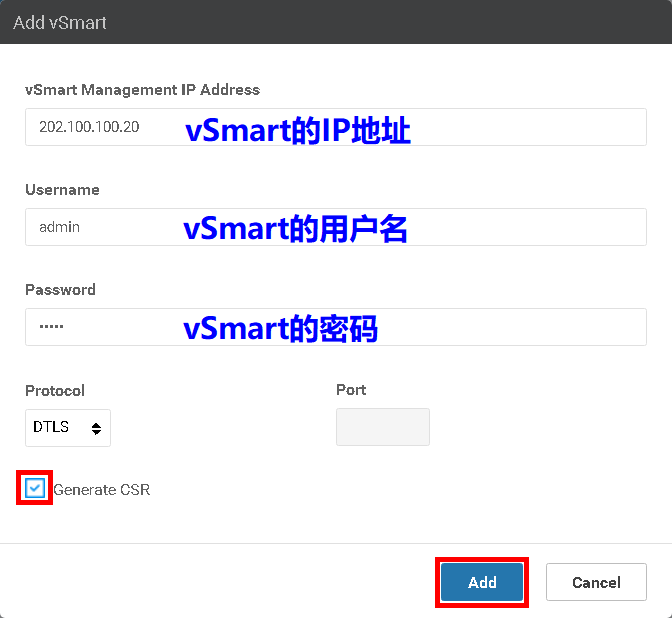 Add vSmart
vSmart Management IP Address
202.100.100.20 vSmart的IP地址
Username
admin vSmart的用户名
Password
••••• vSmart的密码
Protocol Port
DTLS
Generate CSR
Add Cancel